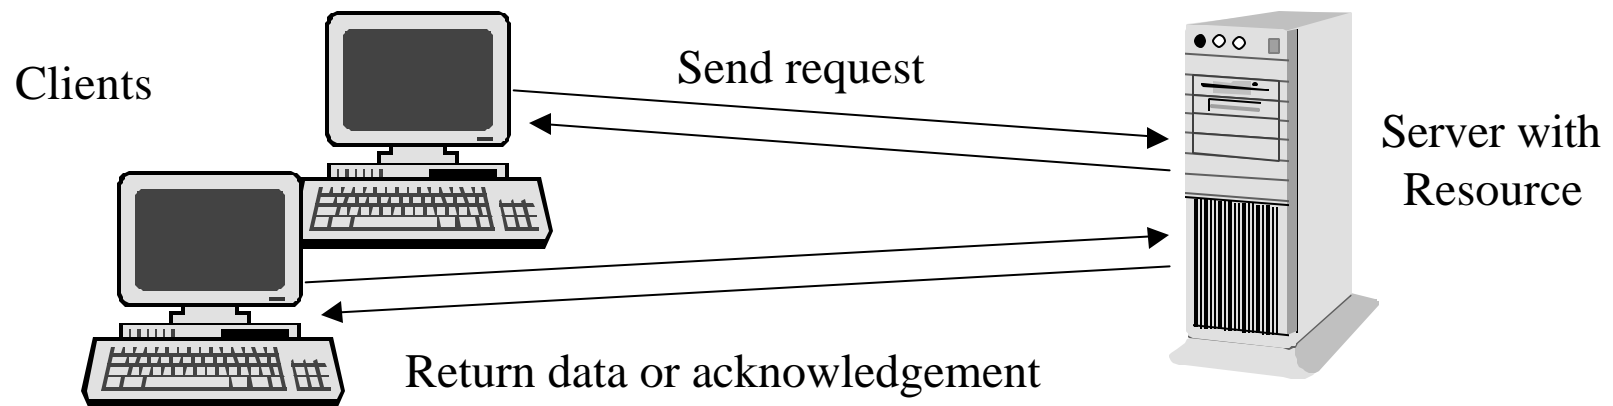 Clients
Send request
Server with
Resource
Return data or acknowledgement